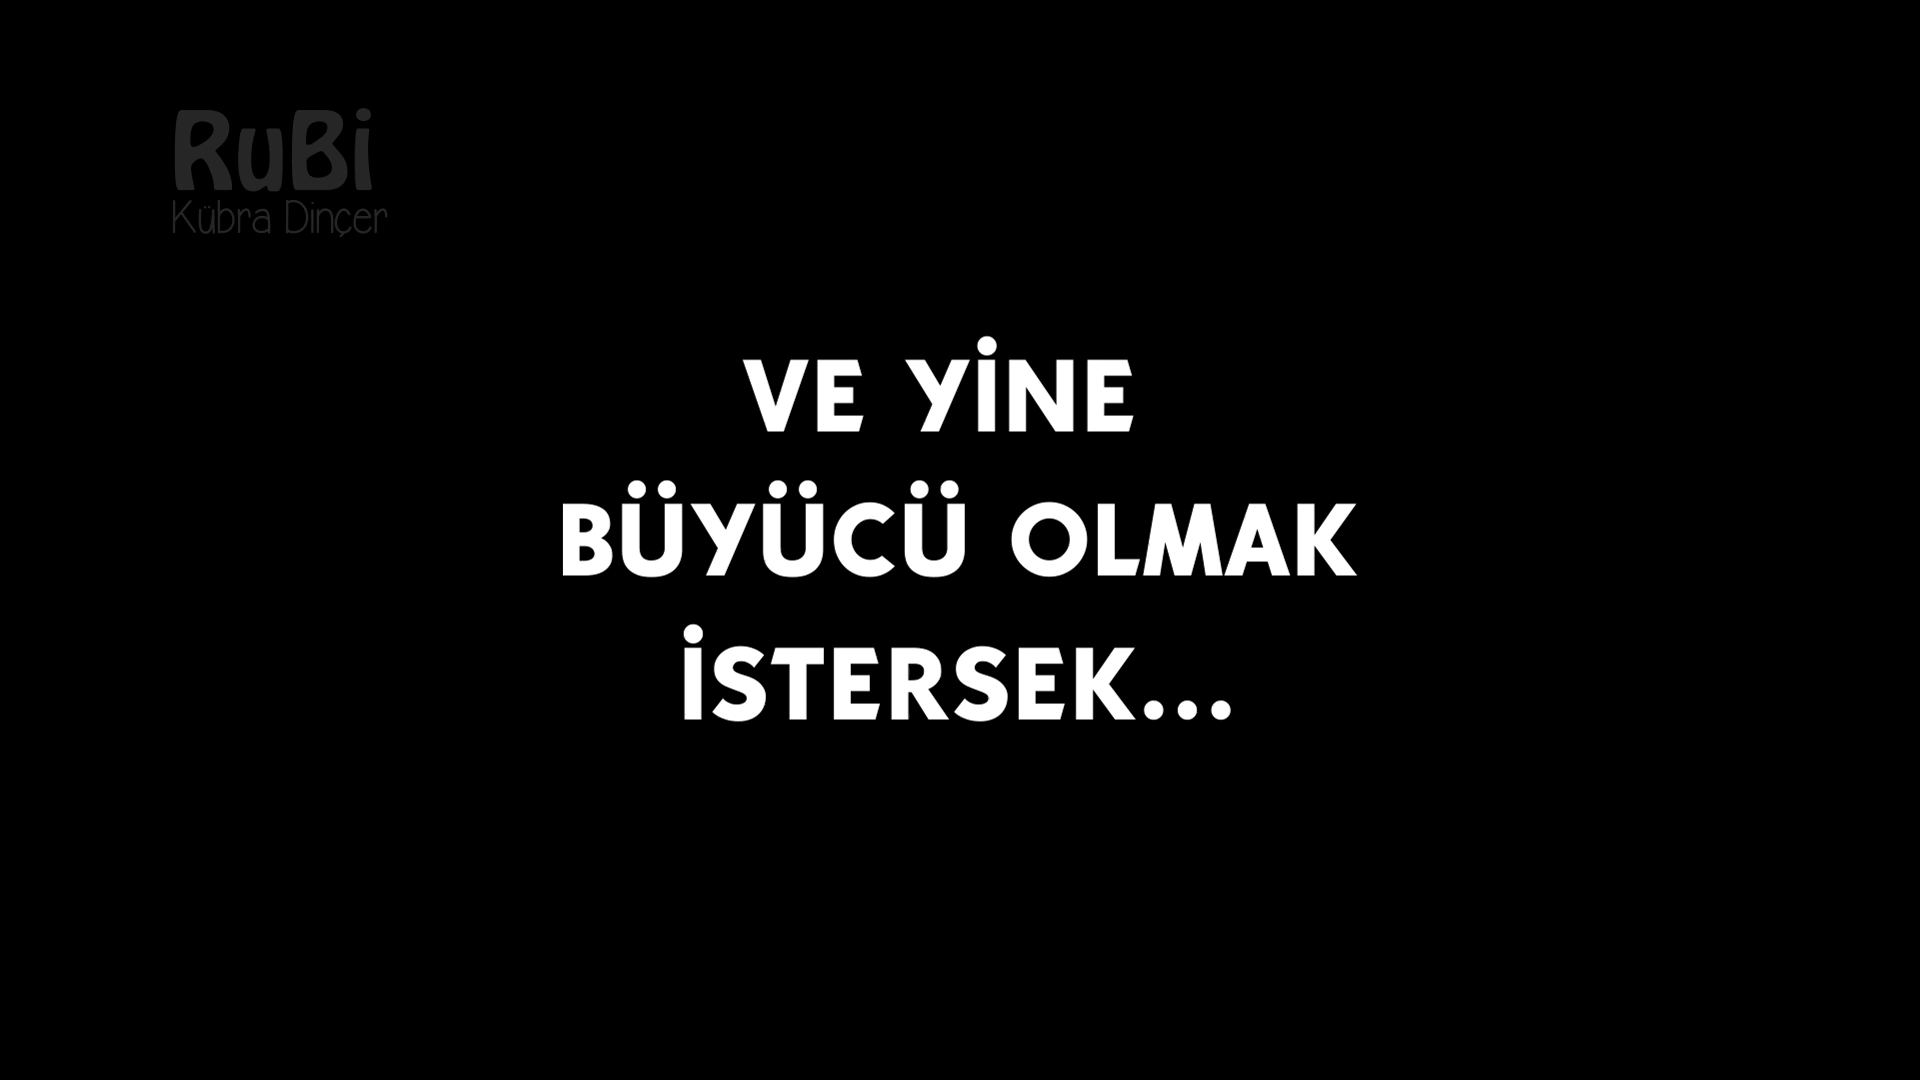 RuBi
Kübra Dinçer
VE YİNE
BÜYÜCÜ OLMAK
İSTERSEK...